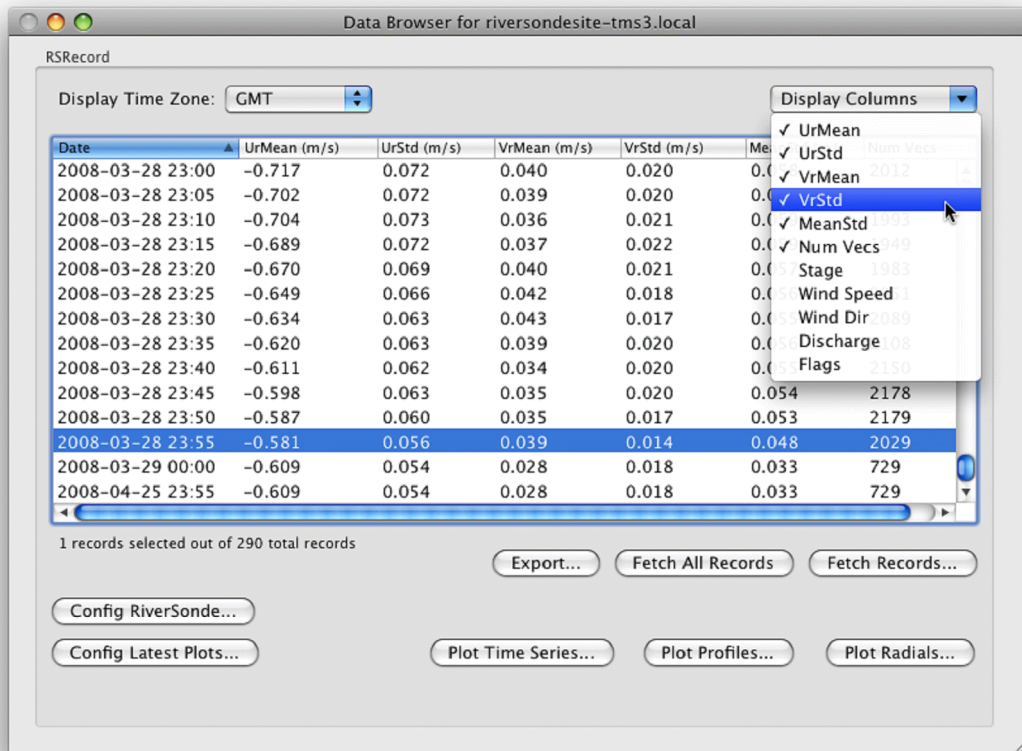 Data Browser for riversondesite-tms3.local
RSRecord
Display Time Zone: GMT Display Columns
✓ UrMean
✓ UrStd
✓ VrMean
✓ VrStd
✓ MeanStd
✓ Num Vecs
Stage
Wind Speed
Wind Dir
Discharge
Flags
Date UrMean (m/s) UrStd (m/s) VrMean (m/s) VrStd (m/s) Num Vecs
2008-03-28 23:00 -0.717 0.072 0.040 0.020 2012
2008-03-28 23:05 -0.702 0.072 0.039 0.020
2008-03-28 23:10 -0.704 0.073 0.036 0.021 1993
2008-03-28 23:15 -0.689 0.072 0.037 0.022
2008-03-28 23:20 -0.670 0.069 0.040 0.021 1983
2008-03-28 23:25 -0.649 0.066 0.042 0.018
2008-03-28 23:30 -0.634 0.063 0.043 0.017 2089
2008-03-28 23:35 -0.620 0.063 0.039 0.020
2008-03-28 23:40 -0.611 0.062 0.034 0.020 2150
2008-03-28 23:45 -0.598 0.063 0.035 0.020 0.054 2178
2008-03-28 23:50 -0.587 0.060 0.035 0.017 0.053 2179
2008-03-28 23:55 -0.581 0.056 0.039 0.014 0.048 2029
2008-03-29 00:00 -0.609 0.054 0.028 0.018 0.033 729
2008-04-25 23:55 -0.609 0.054 0.028 0.018 0.033 729
1 records selected out of 290 total records
Export... Fetch All Records Fetch Records...
Config RiverSonde...
Config Latest Plots... Plot Time Series... Plot Profiles... Plot Radials...